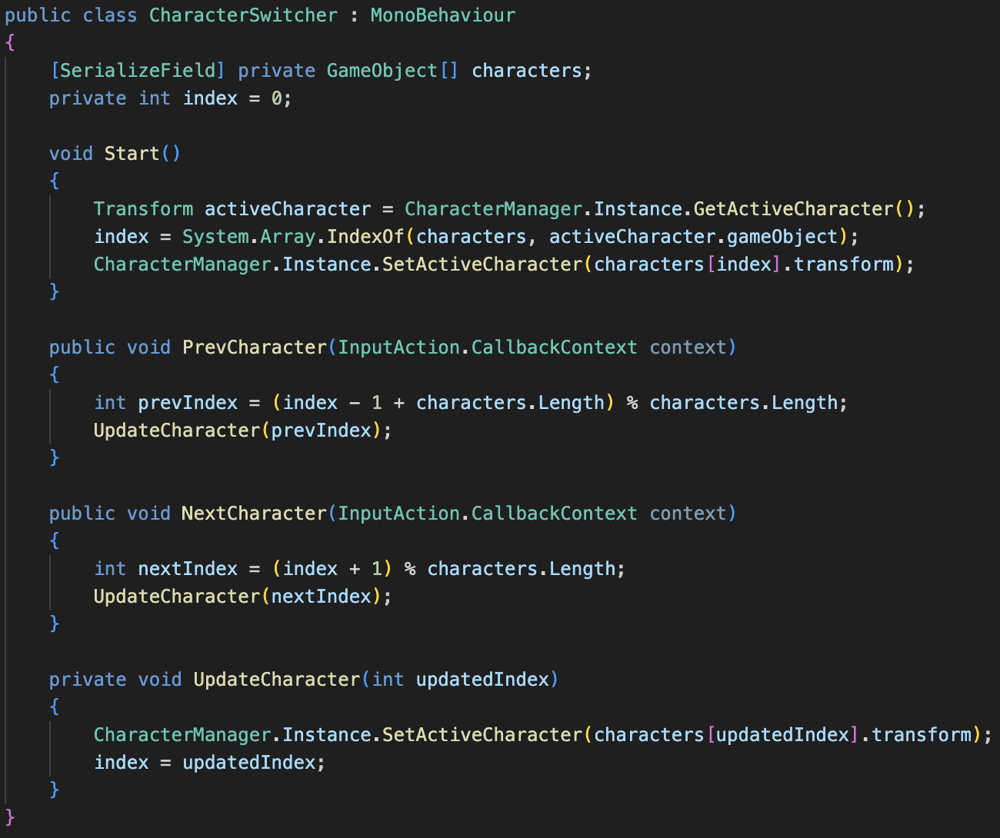 public class CharacterSwitcher : MonoBehaviour
{
    [SerializeField] private GameObject[] characters;
    private int index = 0;

    void Start()
    {
        Transform activeCharacter = CharacterManager.Instance.GetActiveCharacter();
        index = System.Array.IndexOf(characters, activeCharacter.gameObject);
        CharacterManager.Instance.SetActiveCharacter(characters[index].transform);
    }

    public void PrevCharacter(InputAction.CallbackContext context)
    {
        int prevIndex = (index - 1 + characters.Length) % characters.Length;
        UpdateCharacter(prevIndex);
    }

    public void NextCharacter(InputAction.CallbackContext context)
    {
        int nextIndex = (index + 1) % characters.Length;
        UpdateCharacter(nextIndex);
    }

    private void UpdateCharacter(int updatedIndex)
    {
        CharacterManager.Instance.SetActiveCharacter(characters[updatedIndex].transform);
        index = updatedIndex;
    }
}